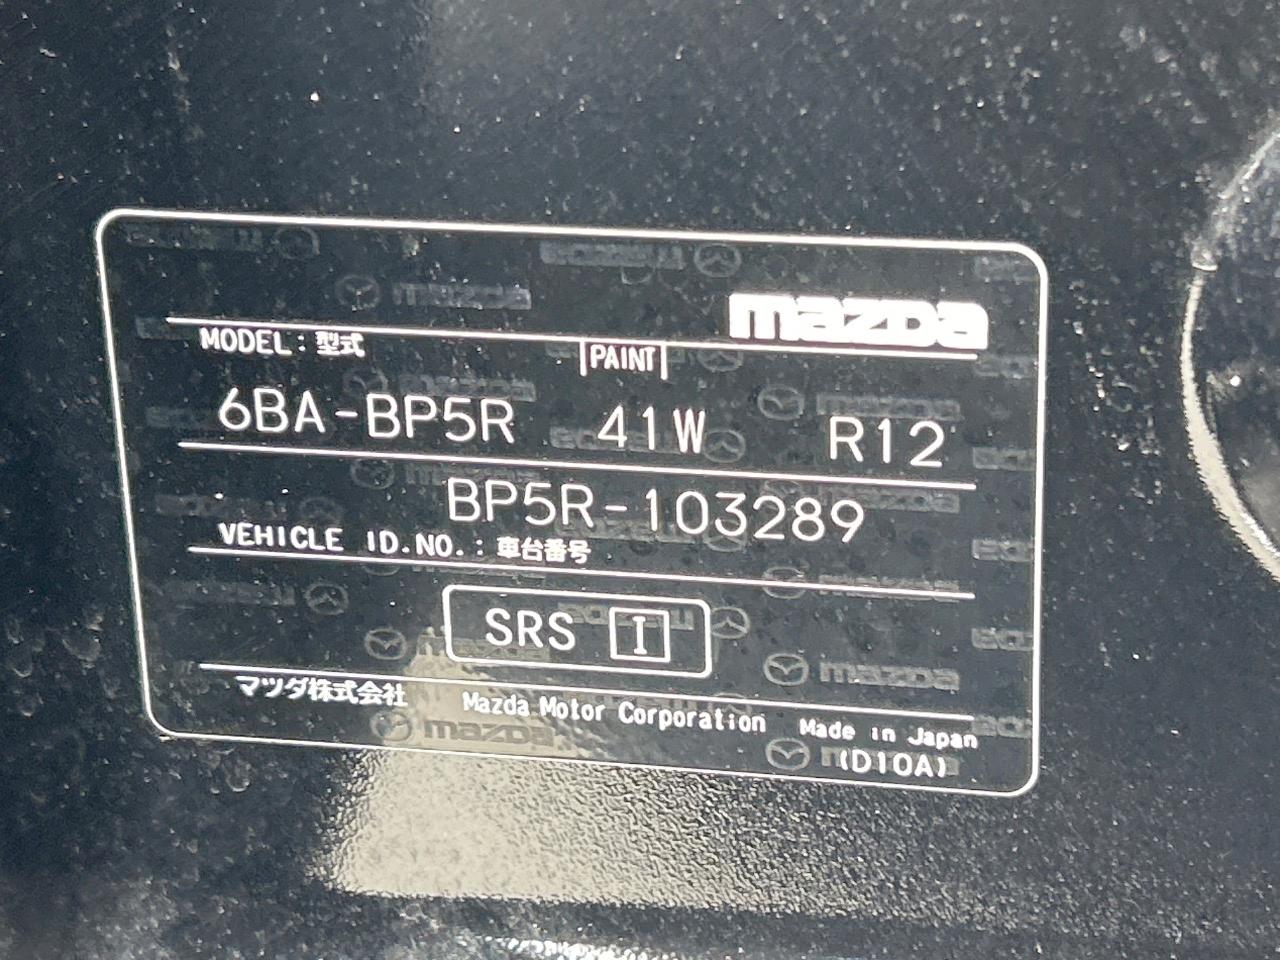 mazda
MODEL : 型式 PAINT
6BA-BP5R 41W R12
BP5R-103289
VEHICLE ID.NO. : 車台番号
SRS I
マツダ株式会社 Mazda Motor Corporation Made in Japan
(D10A)